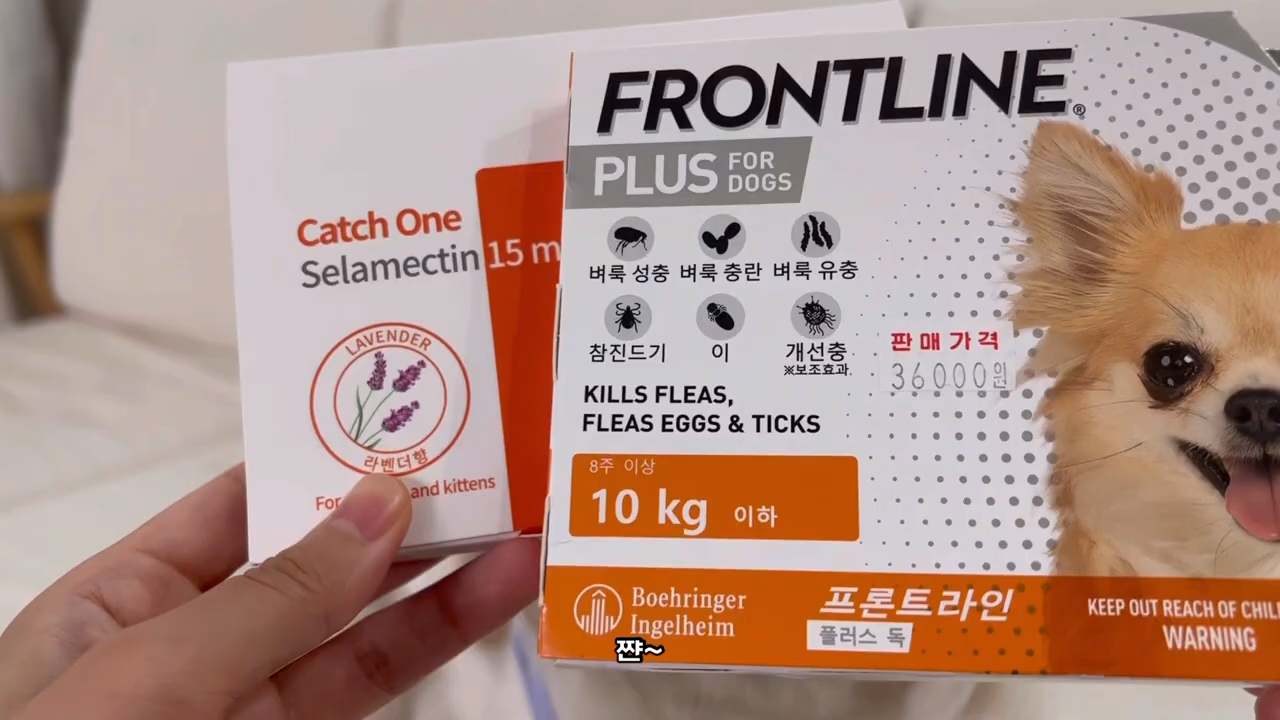 Catch One
Selamectin 15 m
LAVENDER
라벤더향
For
and kittens
FRONTLINE®
PLUS FOR DOGS
벼룩 성충 벼룩 충란 벼룩 유충
참진드기 이 개선충
※보조효과
판매가격
36000원
KILLS FLEAS,
FLEAS EGGS & TICKS
8주 이상
10 kg 이하
Boehringer
Ingelheim
프론트라인
플러스 독
KEEP OUT REACH OF
WARNING
쨘~